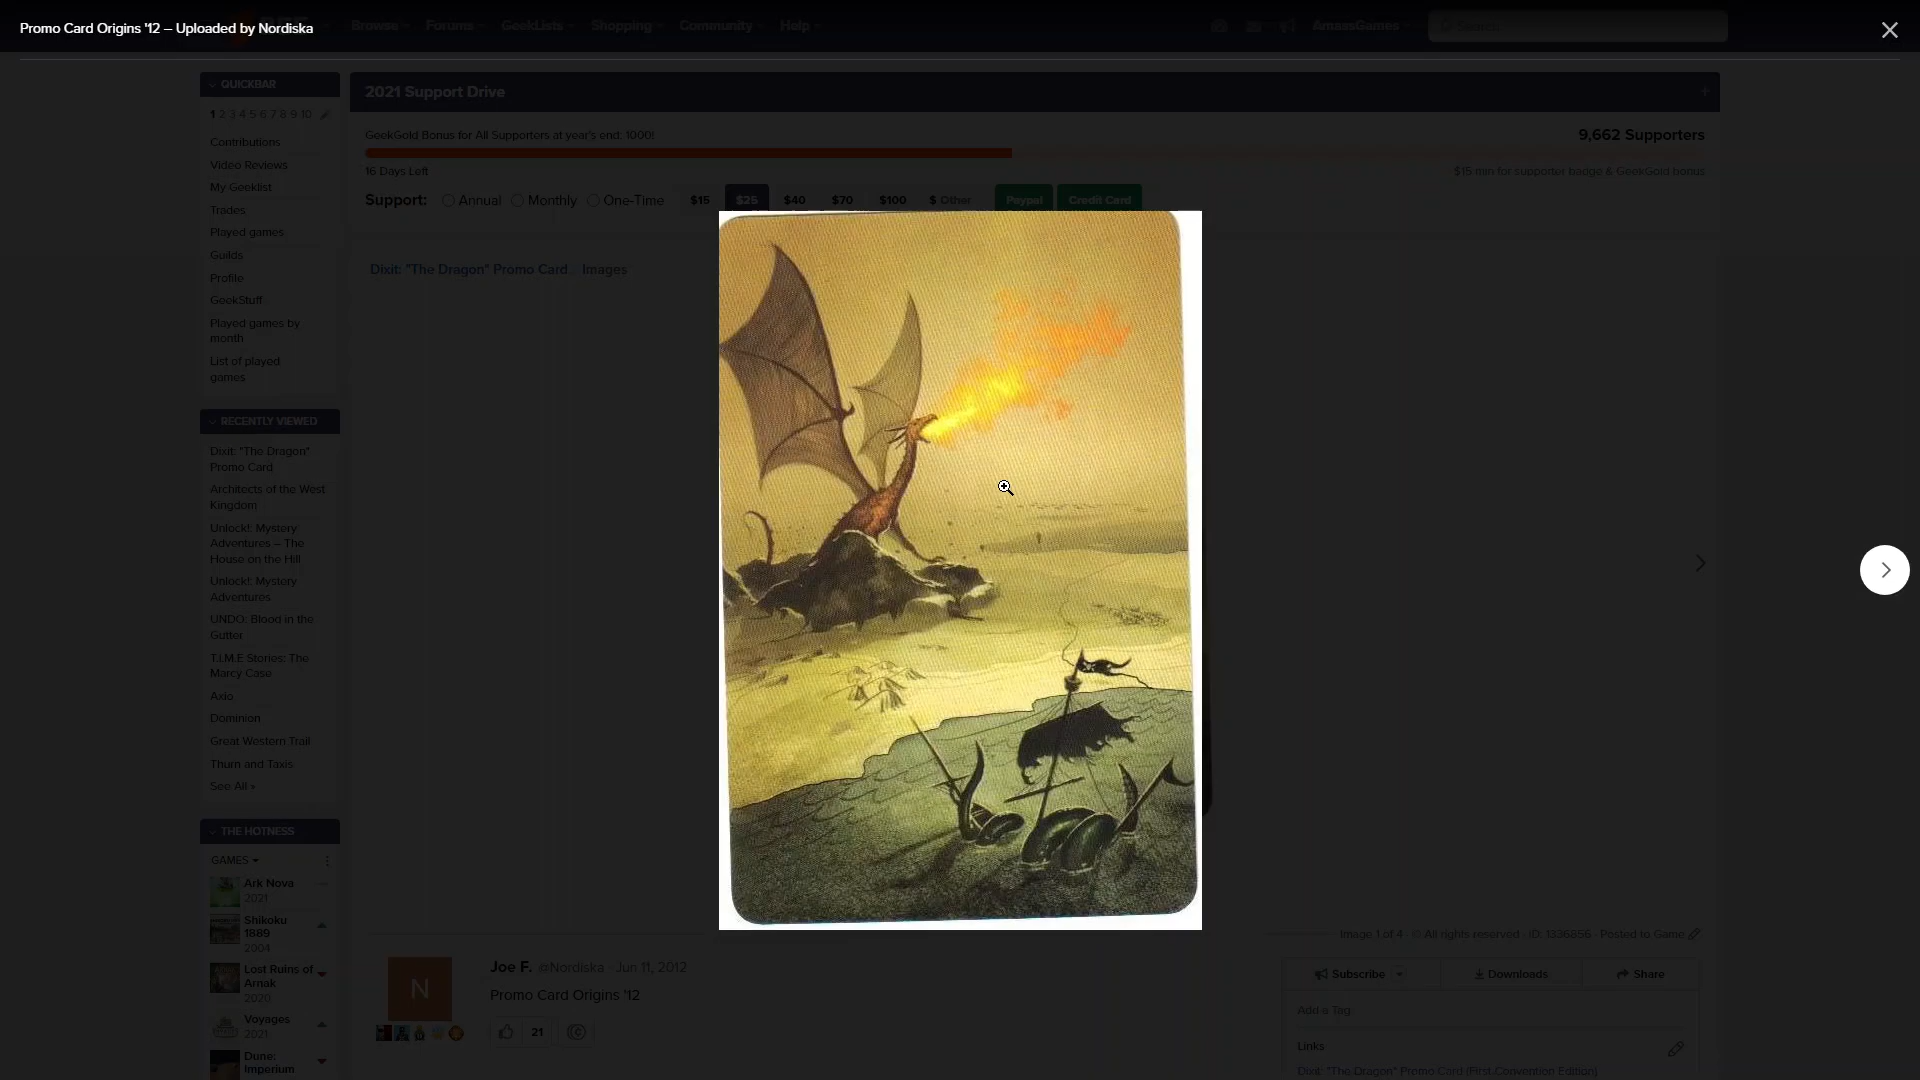 Promo Card Origins '12 – Uploaded by Nordiska
Browse Forums GeekLists Shopping Community Help
AmassGames
Search
QUICKBAR
1 2 3 4 5 6 7 8 9 10
Contributions
Video Reviews
My Geeklist
Trades
Played games
Guilds
Profile
GeekStuff
Played games by
month
List of played
games
RECENTLY VIEWED
Dixit: "The Dragon"
Promo Card
Architects of the West
Kingdom
Unlock!: Mystery
Adventures – The
House on the Hill
Unlock!: Mystery
Adventures
UNDO: Blood in the
Gutter
T.I.M.E Stories: The
Marcy Case
Axio
Dominion
Great Western Trail
Thurn and Taxis
See All »
THE HOTNESS
GAMES
Ark Nova
2021
Shikoku
1889
2004
Lost Ruins of
Arnak
2020
Voyages
2021
Dune:
Imperium
2021 Support Drive
GeekGold Bonus for All Supporters at year's end: 1000!
9,662 Supporters
16 Days Left
$15 min for supporter badge & GeekGold bonus
Support: Annual Monthly One-Time $15 $25 $40 $70 $100 $ Other Paypal Credit Card
Dixit: "The Dragon" Promo Card Images
Image 1 of 4 · © All rights reserved · ID: 1336856 · Posted to Game
N
Joe F. @Nordiska · Jun 11, 2012
Promo Card Origins '12
21
Subscribe Downloads Share
Add a Tag
Links
Dixit: "The Dragon" Promo Card (First Convention Edition)